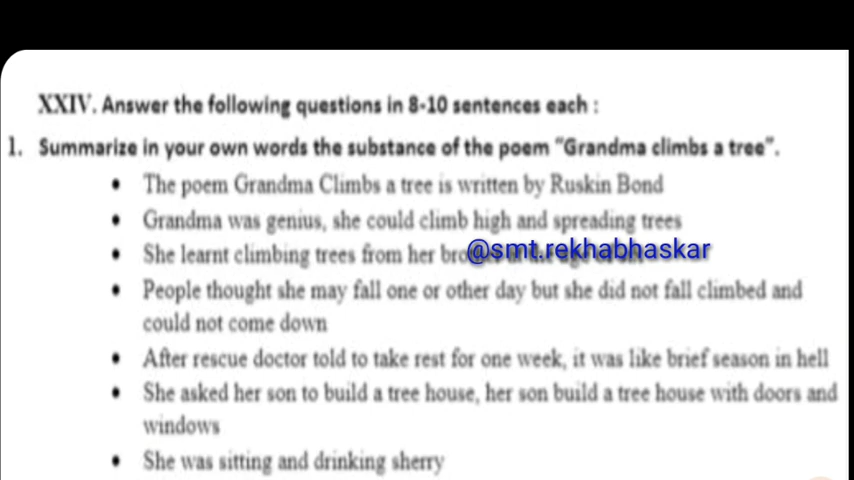 XXIV. Answer the following questions in 8-10 sentences each :
1. Summarize in your own words the substance of the poem "Grandma climbs a tree".
• The poem Grandma Climbs a tree is written by Ruskin Bond
• Grandma was genius, she could climb high and spreading trees
• She learnt climbing trees from her @smt.rekhabhaskar
• People thought she may fall one or other day but she did not fall climbed and
could not come down
• After rescue doctor told to take rest for one week, it was like brief season in hell
• She asked her son to build a tree house, her son build a tree house with doors and
windows
• She was sitting and drinking sherry